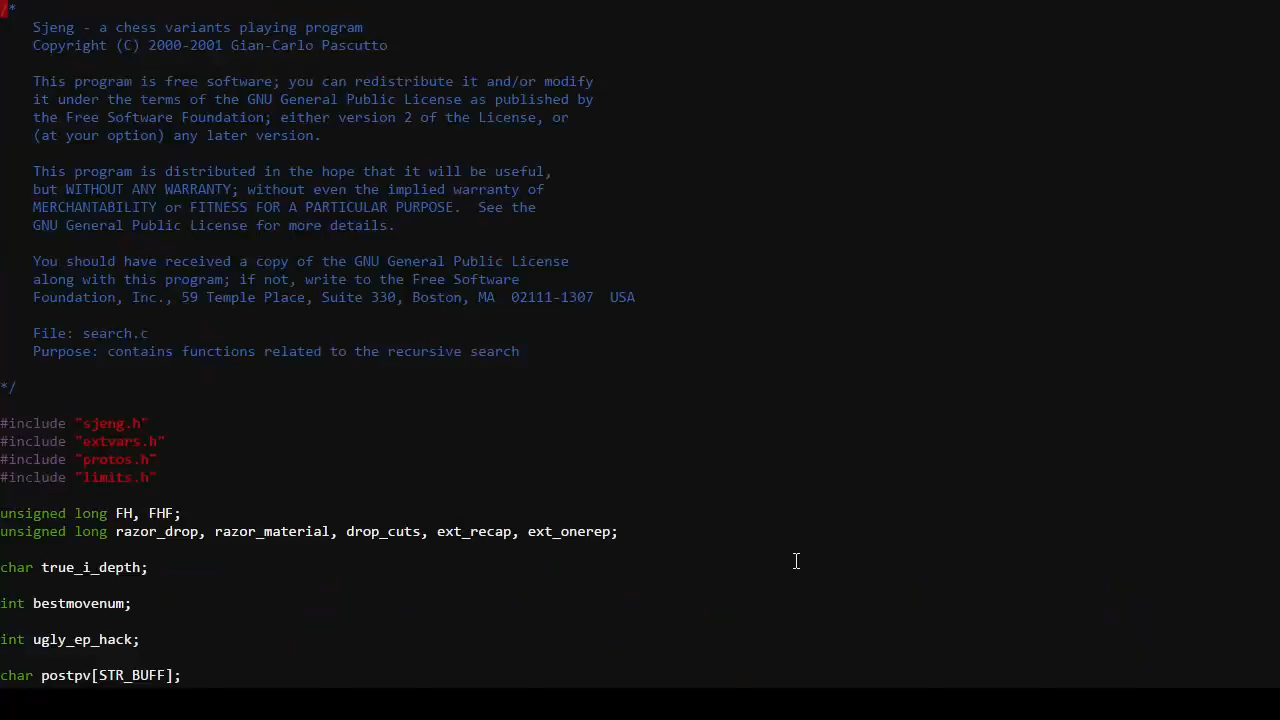 /*
Sjeng - a chess variants playing program
Copyright (C) 2000-2001 Gian-Carlo Pascutto
This program is free software; you can redistribute it and/or modify
it under the terms of the GNU General Public License as published by
the Free Software Foundation; either version 2 of the License, or
(at your option) any later version.
This program is distributed in the hope that it will be useful,
but WITHOUT ANY WARRANTY; without even the implied warranty of
MERCHANTABILITY or FITNESS FOR A PARTICULAR PURPOSE.  See the
GNU General Public License for more details.
You should have received a copy of the GNU General Public License
along with this program; if not, write to the Free Software
Foundation, Inc., 59 Temple Place, Suite 330, Boston, MA  02111-1307  USA
File: search.c
Purpose: contains functions related to the recursive search
*/
#include "sjeng.h"
#include "extvars.h"
#include "protos.h"
#include "limits.h"
unsigned long FH, FHF;
unsigned long razor_drop, razor_material, drop_cuts, ext_recap, ext_onerep;
char true_i_depth;
int bestmovenum;
int ugly_ep_hack;
char postpv[STR_BUFF];